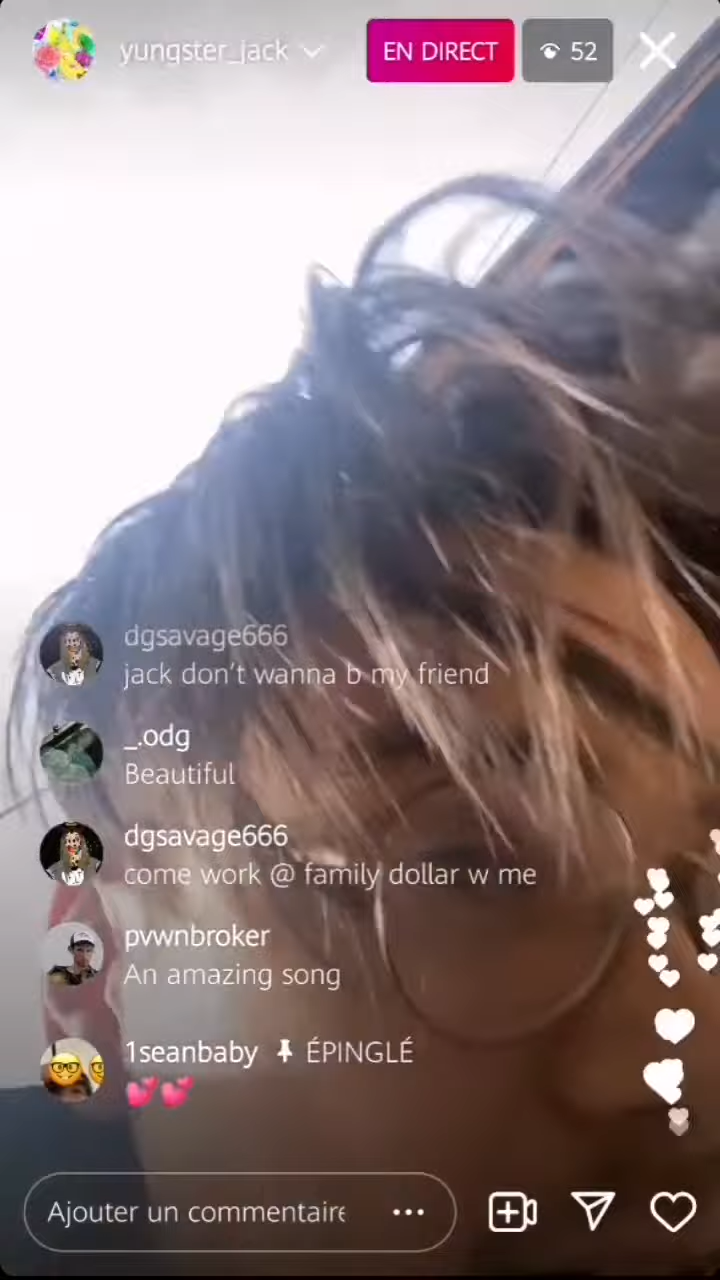 yungster_jack
EN DIRECT
52
dgsavage666
jack don't wanna b my friend
_.odg
Beautiful
dgsavage666
come work @ family dollar w me
pvwnbroker
An amazing song
1seanbaby ÉPINGLÉ
💕💕
Ajouter un commentaire